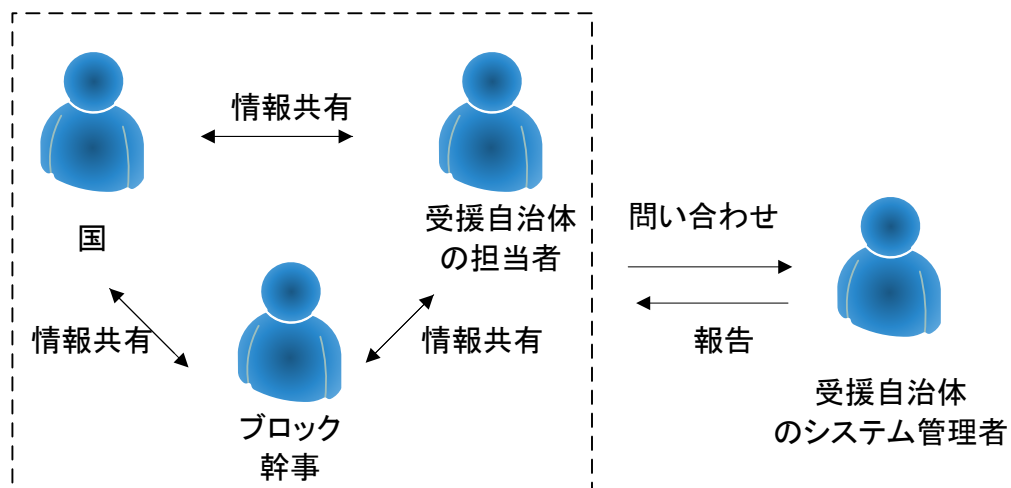 情報共有
国
受援自治体
の担当者
情報共有
情報共有
ブロック
幹事
問い合わせ
報告
受援自治体
のシステム管理者